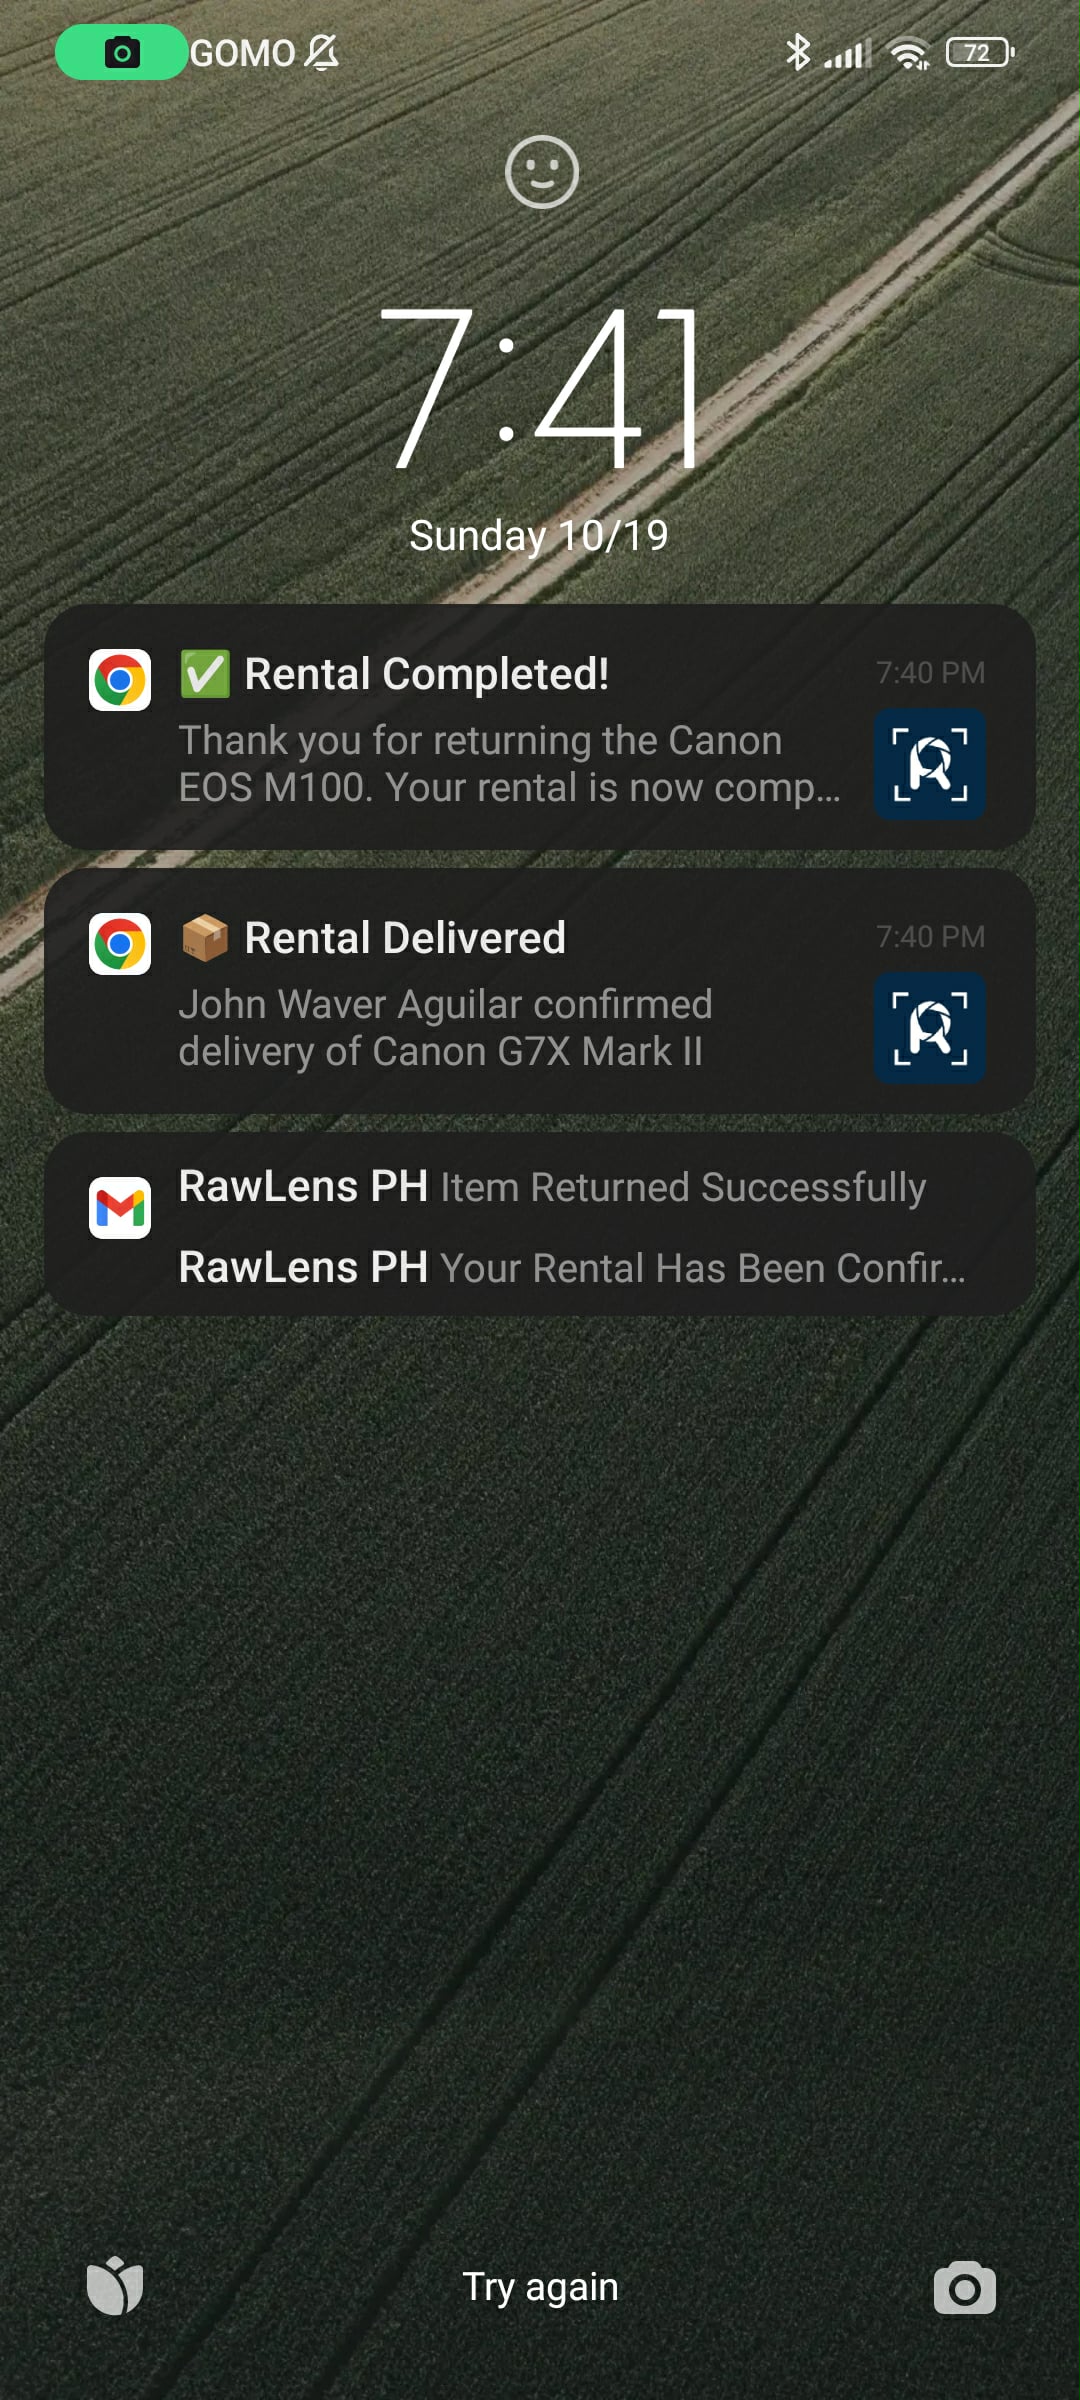 GOMO
72
7:41
Sunday 10/19
✅ Rental Completed!
7:40 PM
Thank you for returning the Canon
EOS M100. Your rental is now comp...
📦 Rental Delivered
7:40 PM
John Waver Aguilar confirmed
delivery of Canon G7X Mark II
RawLens PH Item Returned Successfully
RawLens PH Your Rental Has Been Confir...
Try again